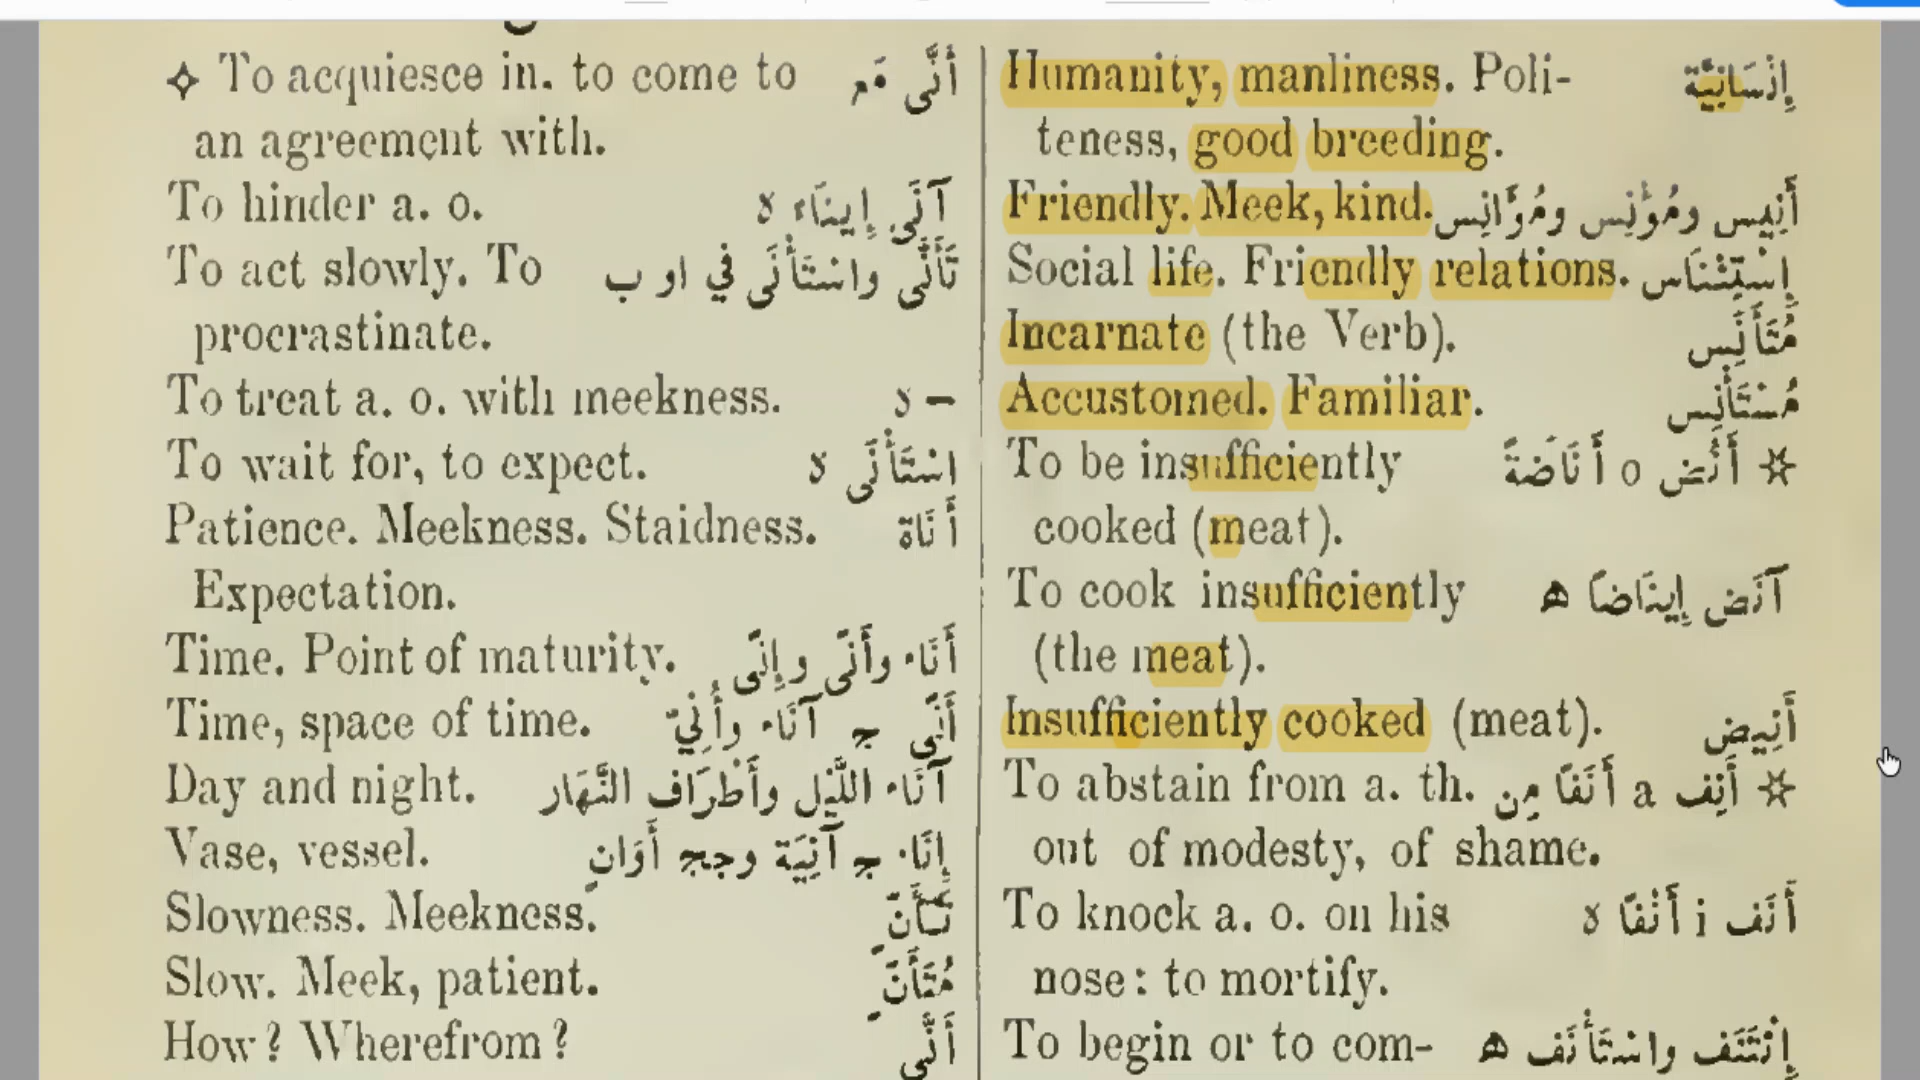 Humanity, manliness. Poli- إِنْسَانِيَّة
teness, good breeding.
Friendly. Meek, kind. أَنِيس ومُؤْنِس ومُؤَانِس
Social life. Friendly relations. إِسْتِئْنَاس
Incarnate (the Verb). مُتَأَنِّس
Accustomed. Familiar. مُسْتَأْنِس
To be insufficiently أَنُض o أَنَاضَةً ☆
cooked (meat).
To cook insufficiently آنَض إِينَاضًا ه
(the meat).
Insufficiently cooked (meat). أَنِيض
To abstain from a. th. أَنِف a أَنَفًا مِن ☆
out of modesty, of shame.
To knock a. o. on his أَنَف i أَنْفًا ه
nose: to mortify.
To begin or to com- إِئْتَنَف واسْتَأْنَف ه
✧ To acquiesce in. to come to أَنَّى مَع
an agreement with.
To hinder a. o. آنَى إِينَاء ه
To act slowly. To تَأَنَّى واسْتَأْنَى في او ب
procrastinate.
To treat a. o. with meekness. — ه
To wait for, to expect. اسْتَأْنَى ه
Patience. Meekness. Staidness. أَنَاة
Expectation.
Time. Point of maturity. أَنَاء وأَنًى وإِنًى
Time, space of time. ج آنَاء وأُنِيّ
Day and night. آنَاء اللَّيْل وأَطْرَاف النَّهَار
Vase, vessel. إِنَاء ج آنِيَة وجج أَوَانٍ
Slowness. Meekness. تَأَنٍّ
Slow. Meek, patient. مُتَأَنٍّ
How? Wherefrom? أَنَّى